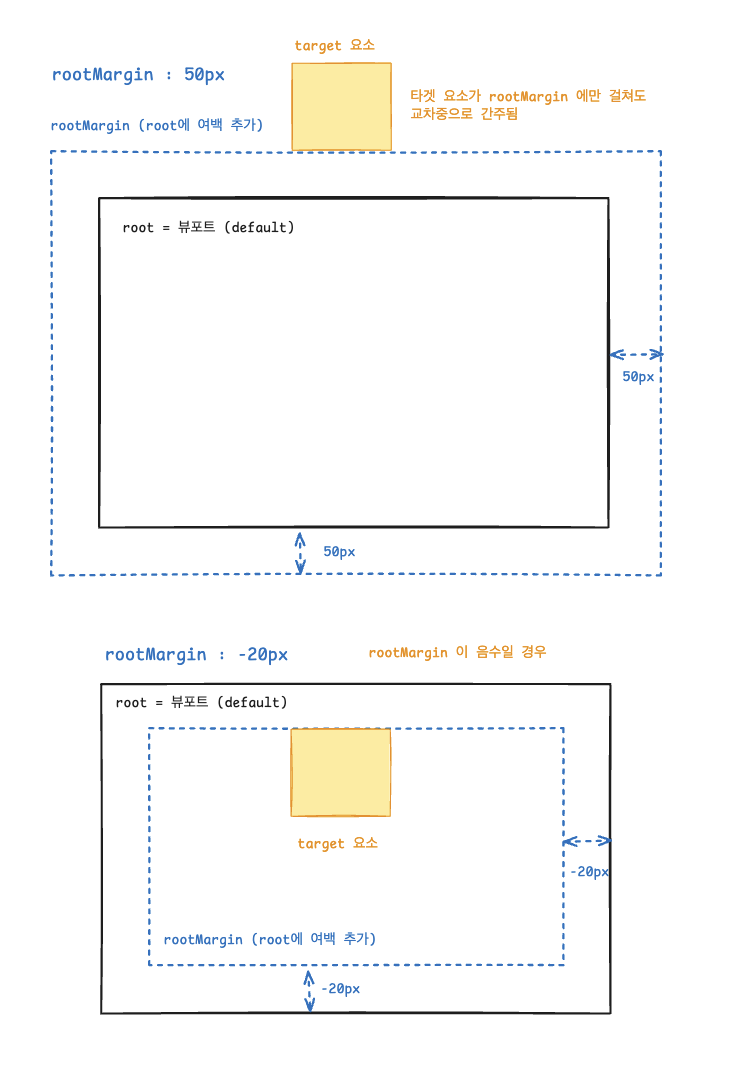 target 요소
rootMargin : 50px
타겟 요소가 rootMargin 에만 걸쳐도
교차중으로 간주됨
rootMargin (root에 여백 추가)
root = 뷰포트 (default)
50px
50px
rootMargin : -20px
rootMargin 이 음수일 경우
root = 뷰포트 (default)
target 요소
-20px
rootMargin (root에 여백 추가)
-20px